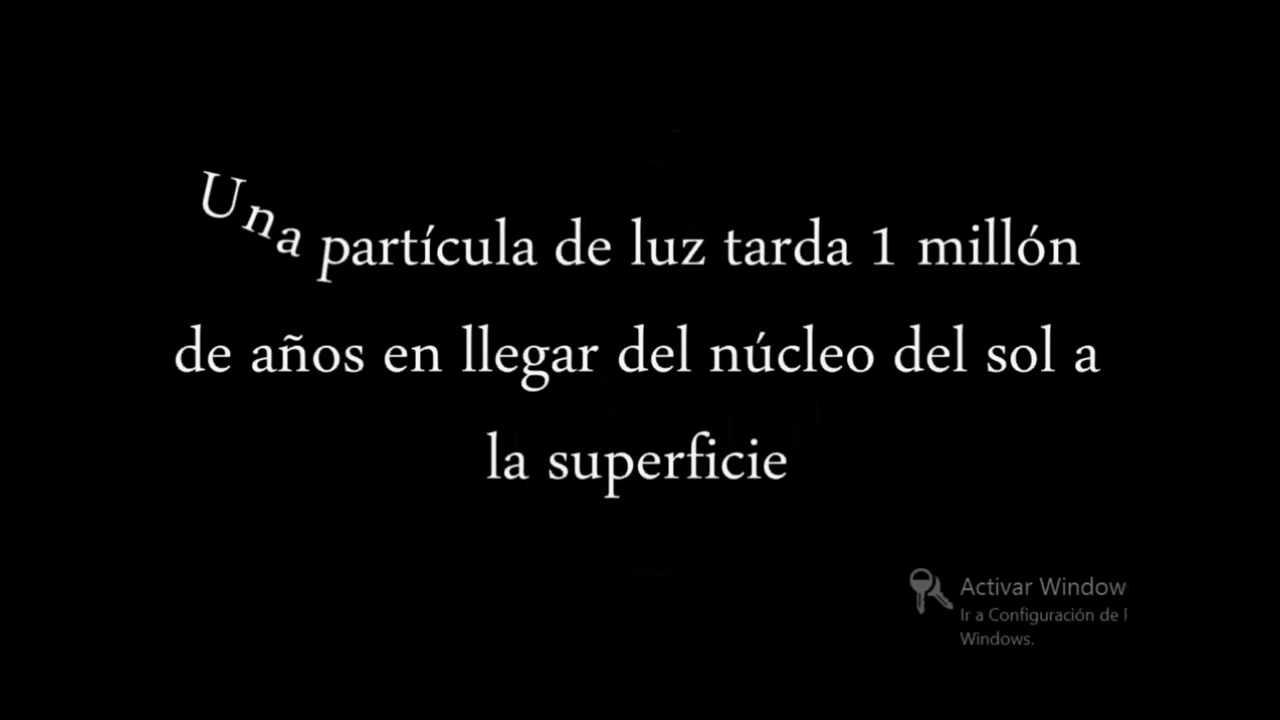 Una partícula de luz tarda 1 millón
de años en llegar del núcleo del sol a
la superficie
Activar Window
Ir a Configuración de
Windows.